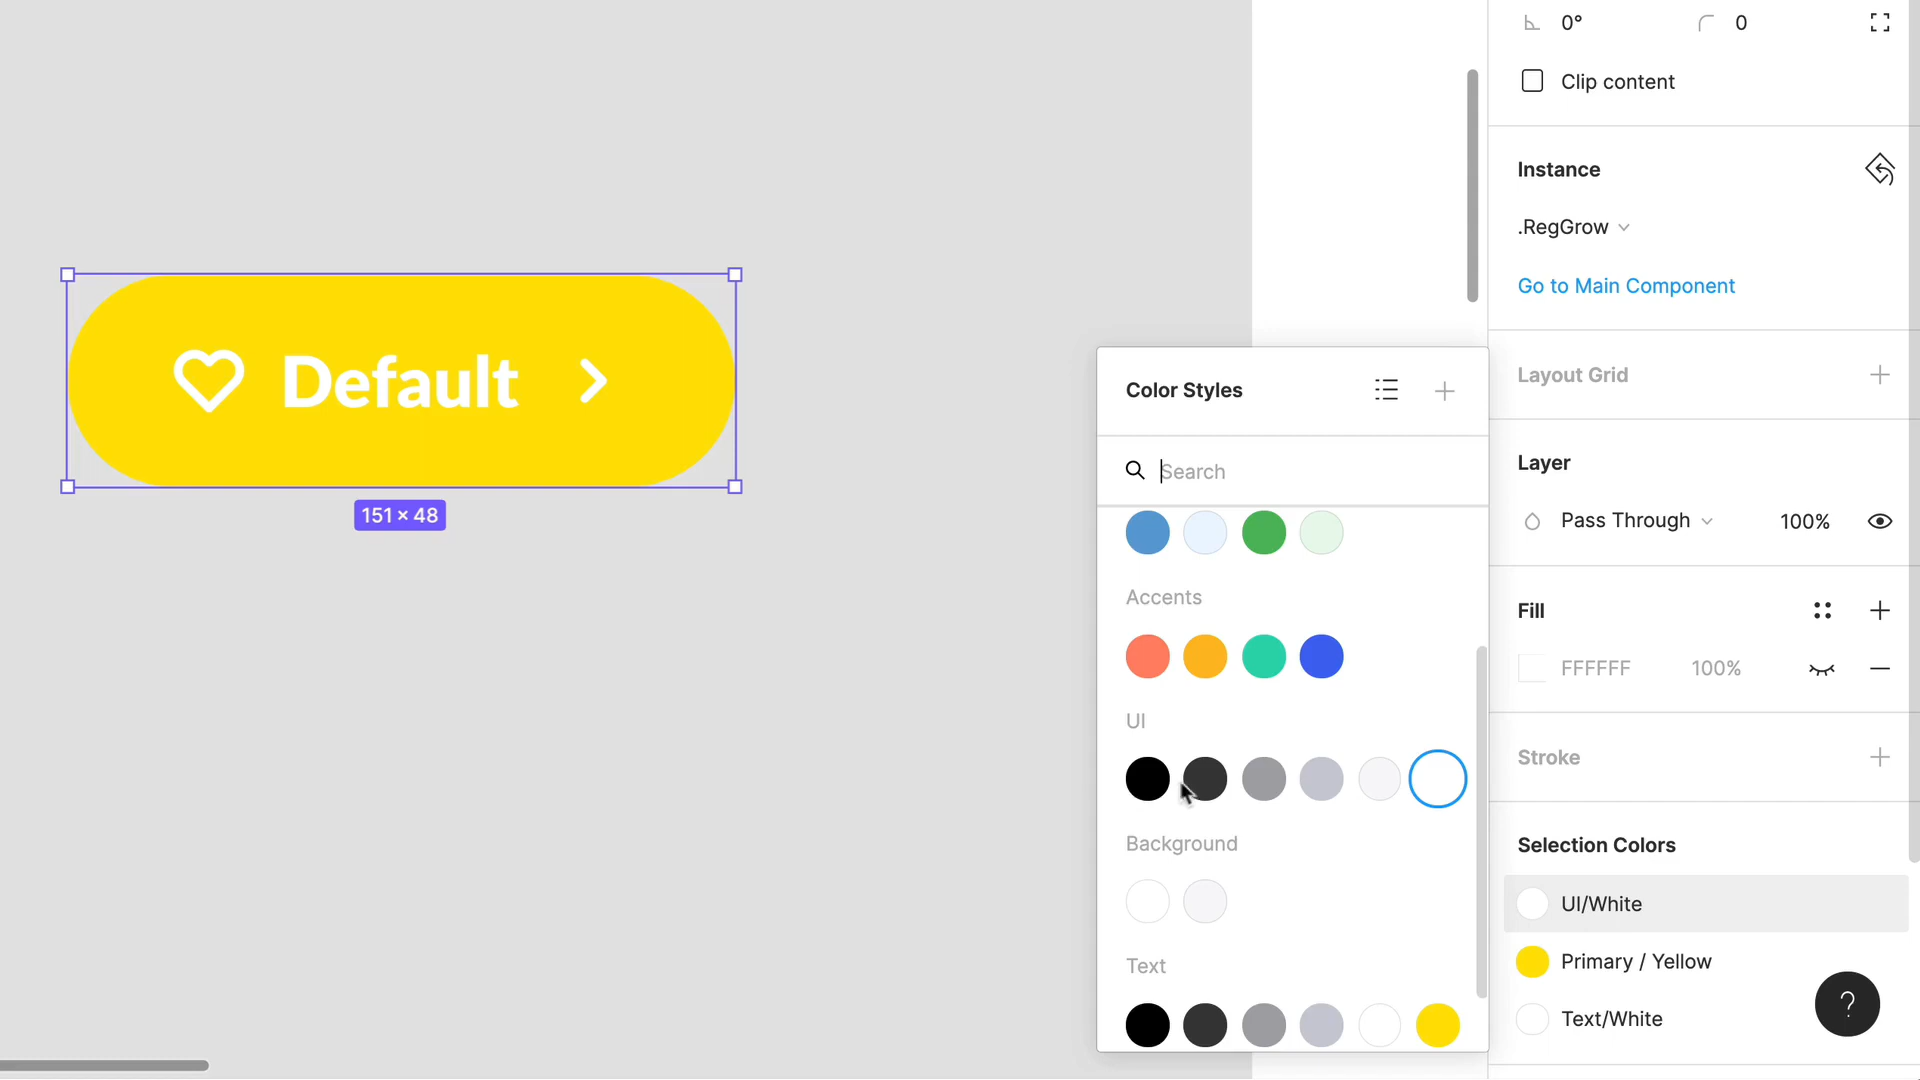 0°
0
Clip content
Instance
.RegGrow
Go to Main Component
Layout Grid
Layer
Pass Through
100%
Fill
FFFFFF
100%
Stroke
Selection Colors
UI/White
Primary / Yellow
Text/White
?
Default
151 × 48
Color Styles
Search
Accents
UI
Background
Text